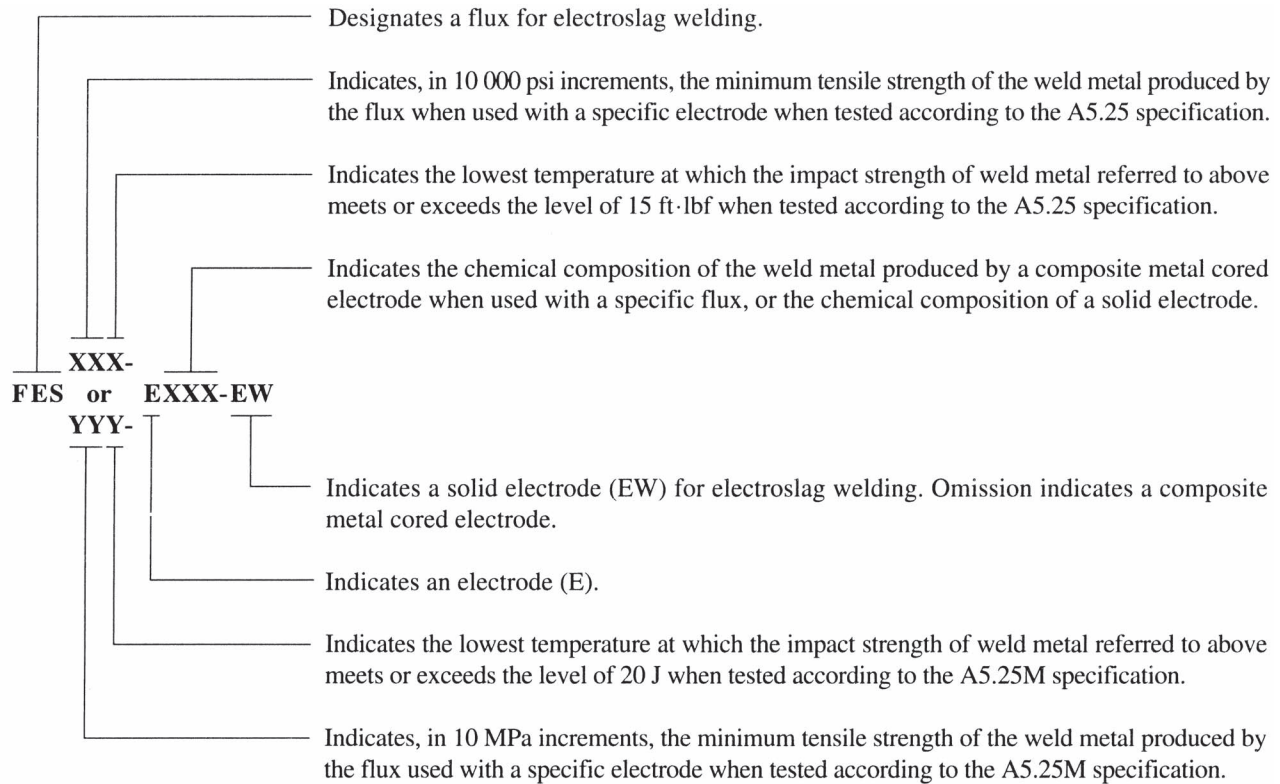 Designates a flux for electroslag welding.
Indicates, in 10 000 psi increments, the minimum tensile strength of the weld metal produced by
the flux when used with a specific electrode when tested according to the A5.25 specification.
Indicates the lowest temperature at which the impact strength of weld metal referred to above
meets or exceeds the level of 15 ft·lbf when tested according to the A5.25 specification.
Indicates the chemical composition of the weld metal produced by a composite metal cored
electrode when used with a specific flux, or the chemical composition of a solid electrode.
XXX-
FES or EXXX-EW
YYY-
Indicates a solid electrode (EW) for electroslag welding. Omission indicates a composite
metal cored electrode.
Indicates an electrode (E).
Indicates the lowest temperature at which the impact strength of weld metal referred to above
meets or exceeds the level of 20 J when tested according to the A5.25M specification.
Indicates, in 10 MPa increments, the minimum tensile strength of the weld metal produced by
the flux used with a specific electrode when tested according to the A5.25M specification.